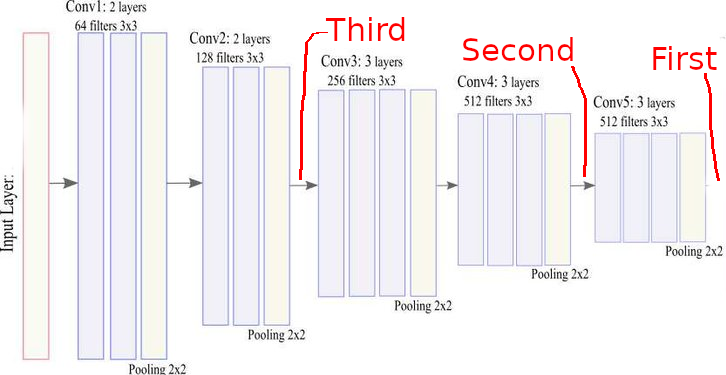 Conv1: 2 layers
64 filters 3x3
Third
Conv2: 2 layers
128 filters 3x3
Second
First
Conv3: 3 layers
256 filters 3x3
Conv4: 3 layers
512 filters 3x3
Conv5: 3 layers
512 filters 3x3
Input Layer:
Pooling 2x2
Pooling 2x2
Pooling 2x2
Pooling 2x2
Pooling 2x2